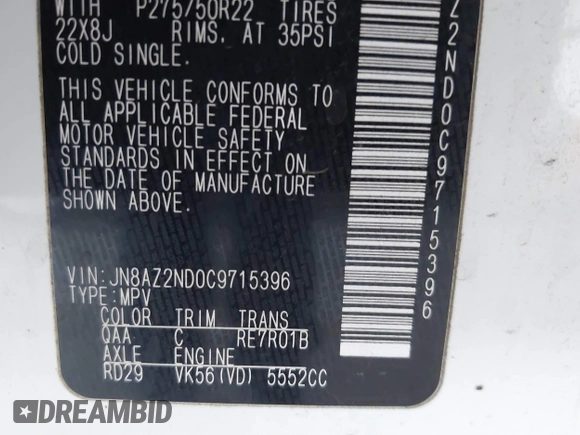 WITH P275/50R22 TIRES
22X8J RIMS. AT 35PSI
COLD SINGLE.
THIS VEHICLE CONFORMS TO
ALL APPLICABLE FEDERAL
MOTOR VEHICLE SAFETY
STANDARDS IN EFFECT ON
THE DATE OF MANUFACTURE
SHOWN ABOVE.
VIN:JN8AZ2ND0C9715396
TYPE:MPV
COLOR TRIM TRANS
QAA C RE7R01B
AXLE ENGINE
RD29 VK56(VD) 5552CC
Z2ND0C9715396
DREAMBID